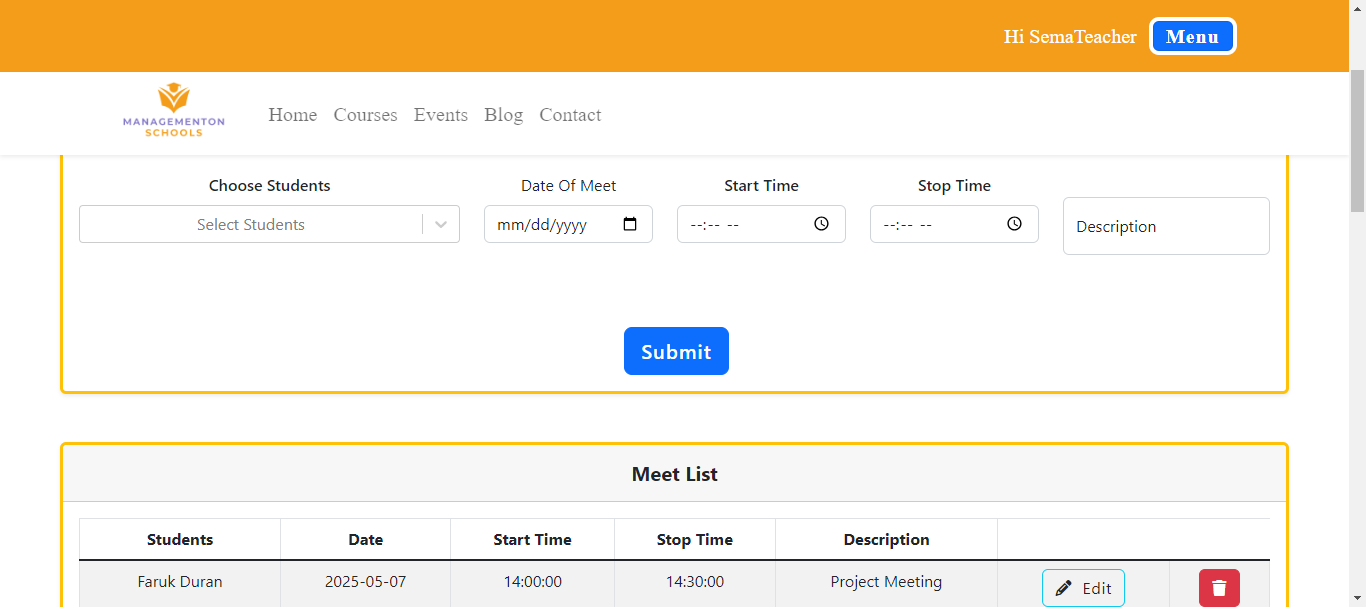 Hi SemaTeacher Menu
MANAGEMENTON
SCHOOLS
Home Courses Events Blog Contact
Choose Students Date Of Meet Start Time Stop Time
Select Students mm/dd/yyyy --:-- -- --:-- -- Description
Submit
Meet List
Students Date Start Time Stop Time Description
Faruk Duran 2025-05-07 14:00:00 14:30:00 Project Meeting Edit